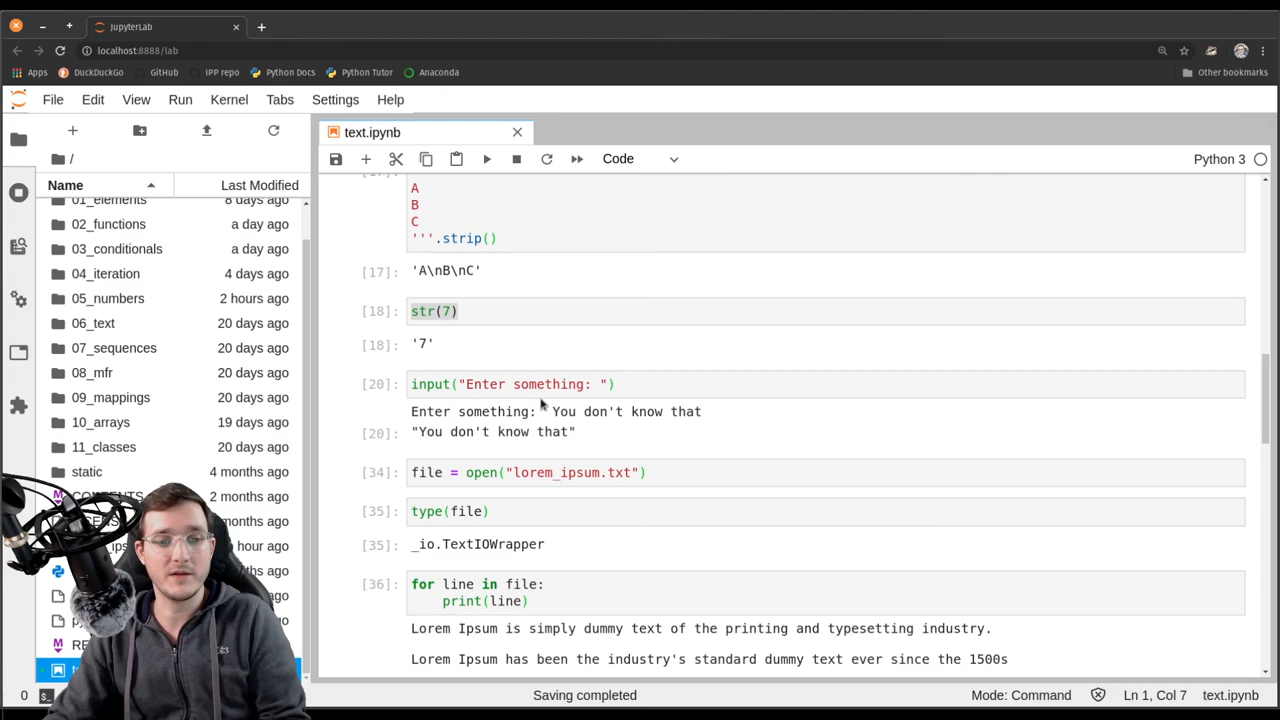 JupyterLab
localhost:8888/lab
Apps DuckDuckGo GitHub IPP repo Python Docs Python Tutor Anaconda Other bookmarks
File Edit View Run Kernel Tabs Settings Help
text.ipynb
/
Code Python 3
Name Last Modified
01_elements 8 days ago
02_functions a day ago
03_conditionals a day ago
04_iteration 4 days ago
05_numbers 2 hours ago
06_text 20 days ago
07_sequences 20 days ago
08_mfr 20 days ago
09_mappings 20 days ago
10_arrays 19 days ago
11_classes 20 days ago
static 4 months ago
2 months ago
months ago
hour ago
ago
ago
ago
A
B
C
'''.strip()
[17]: 'A\nB\nC'
[18]: str(7)
[18]: '7'
[20]: input("Enter something: ")
Enter something: You don't know that
[20]: "You don't know that"
[34]: file = open("lorem_ipsum.txt")
[35]: type(file)
[35]: _io.TextIOWrapper
[36]: for line in file:
print(line)
Lorem Ipsum is simply dummy text of the printing and typesetting industry.
Lorem Ipsum has been the industry's standard dummy text ever since the 1500s
0 Saving completed Mode: Command Ln 1, Col 7 text.ipynb